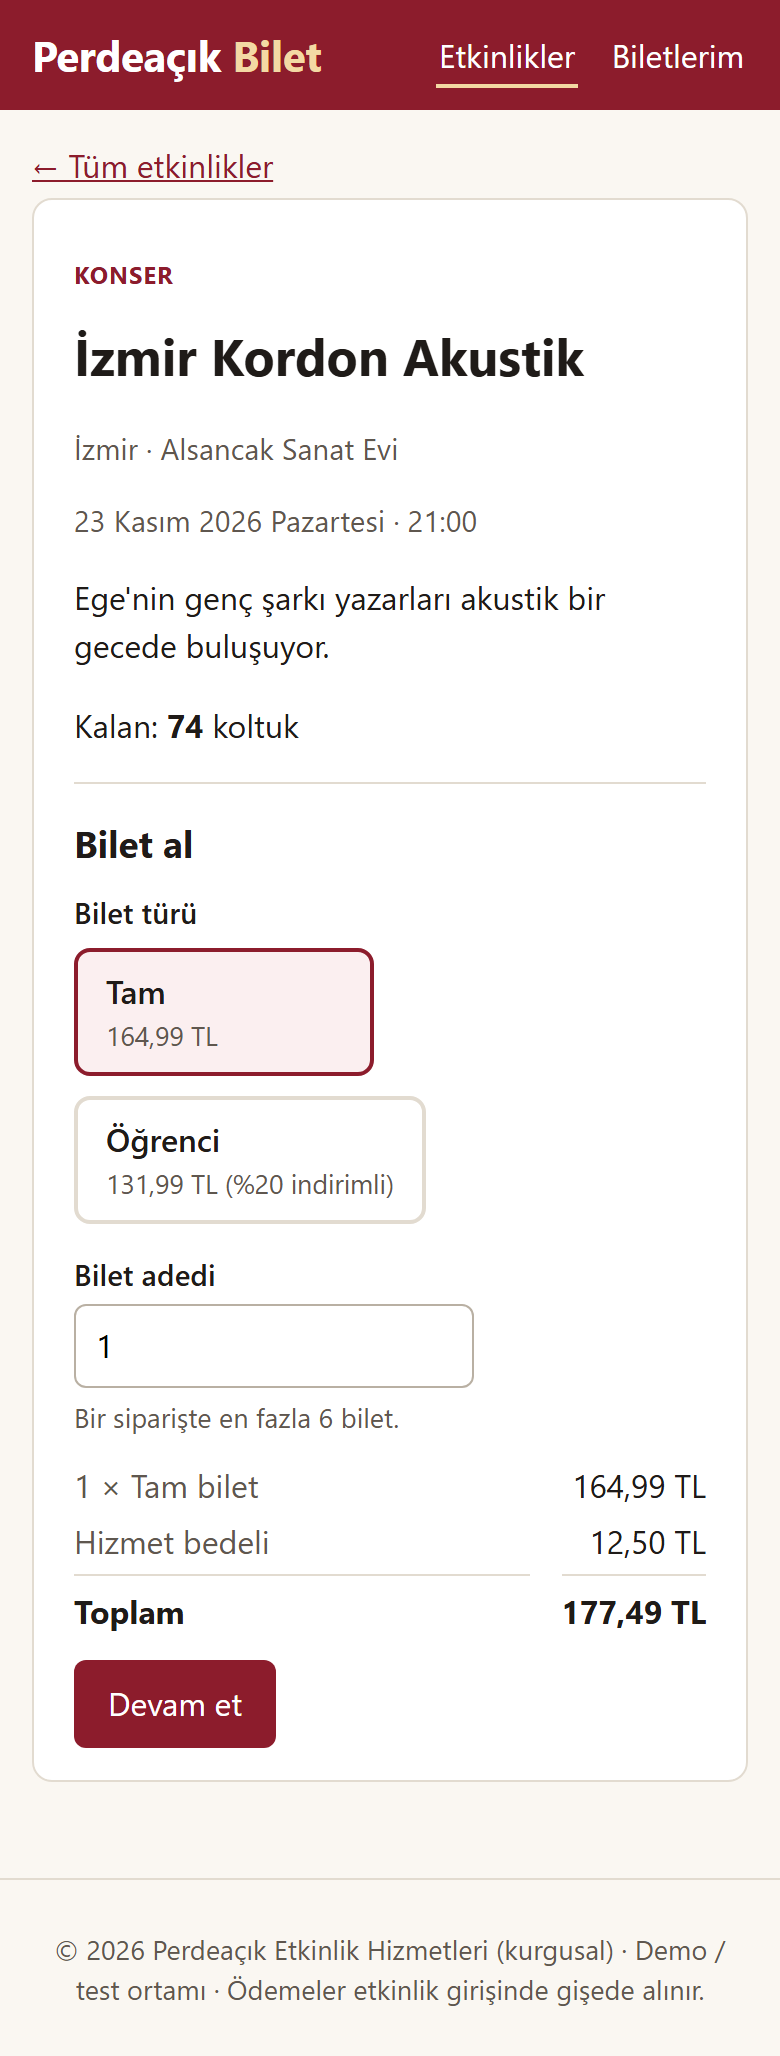 Perdeaçık Bilet
Etkinlikler
Biletlerim
← Tüm etkinlikler
KONSER
İzmir Kordon Akustik
İzmir · Alsancak Sanat Evi
23 Kasım 2026 Pazartesi · 21:00
Ege'nin genç şarkı yazarları akustik bir
gecede buluşuyor.
Kalan: 74 koltuk
Bilet al
Bilet türü
Tam
164,99 TL
Öğrenci
131,99 TL (%20 indirimli)
Bilet adedi
1
Bir siparişte en fazla 6 bilet.
1 × Tam bilet 164,99 TL
Hizmet bedeli 12,50 TL
Toplam 177,49 TL
Devam et
© 2026 Perdeaçık Etkinlik Hizmetleri (kurgusal) · Demo /
test ortamı · Ödemeler etkinlik girişinde gişede alınır.